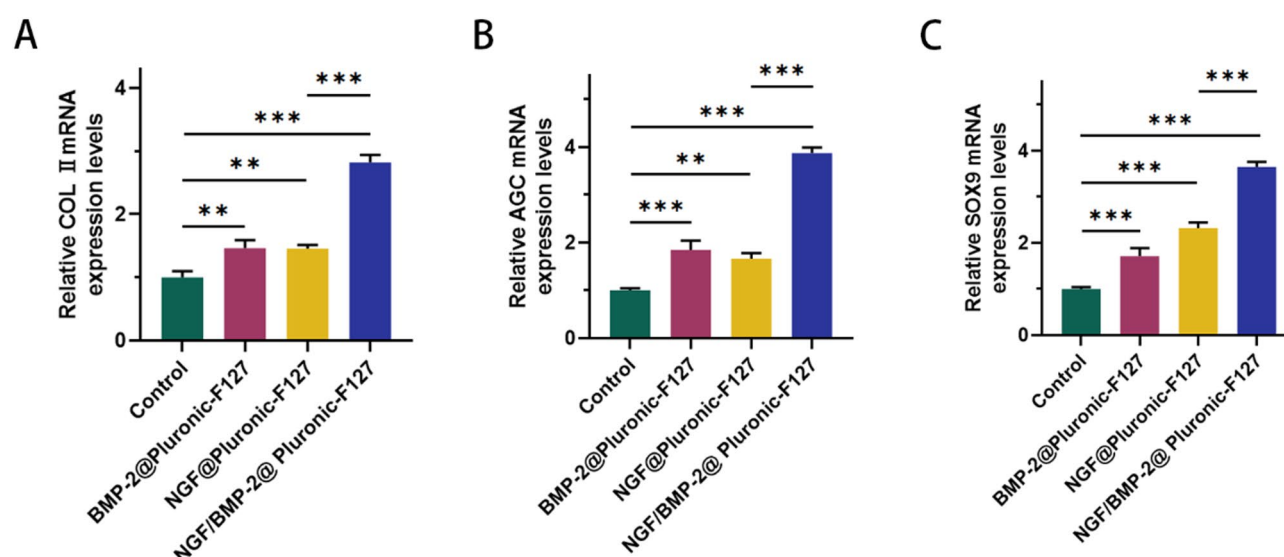 A
Relative COL II mRNA
expression levels
4
2
0
***
***
**
**
Control
BMP-2@Pluronic-F127
NGF@Pluronic-F127
NGF/BMP-2@ Pluronic-F127
B
Relative AGC mRNA
expression levels
4
2
0
***
***
**
***
Control
BMP-2@Pluronic-F127
NGF@Pluronic-F127
NGF/BMP-2@ Pluronic-F127
C
Relative SOX9 mRNA
expression levels
4
2
0
***
***
***
***
Control
BMP-2@Pluronic-F127
NGF@Pluronic-F127
NGF/BMP-2@ Pluronic-F127